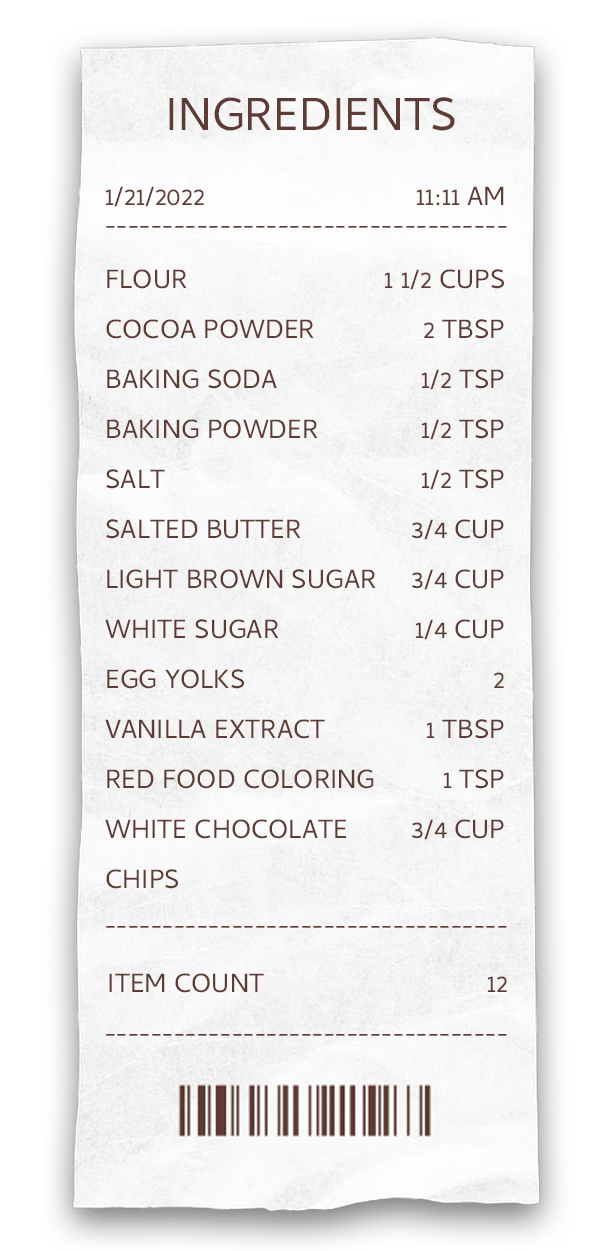 INGREDIENTS
1/21/2022 11:11 AM
----------------------------------
FLOUR 1 1/2 CUPS
COCOA POWDER 2 TBSP
BAKING SODA 1/2 TSP
BAKING POWDER 1/2 TSP
SALT 1/2 TSP
SALTED BUTTER 3/4 CUP
LIGHT BROWN SUGAR 3/4 CUP
WHITE SUGAR 1/4 CUP
EGG YOLKS 2
VANILLA EXTRACT 1 TBSP
RED FOOD COLORING 1 TSP
WHITE CHOCOLATE 3/4 CUP
CHIPS
----------------------------------
ITEM COUNT 12
----------------------------------